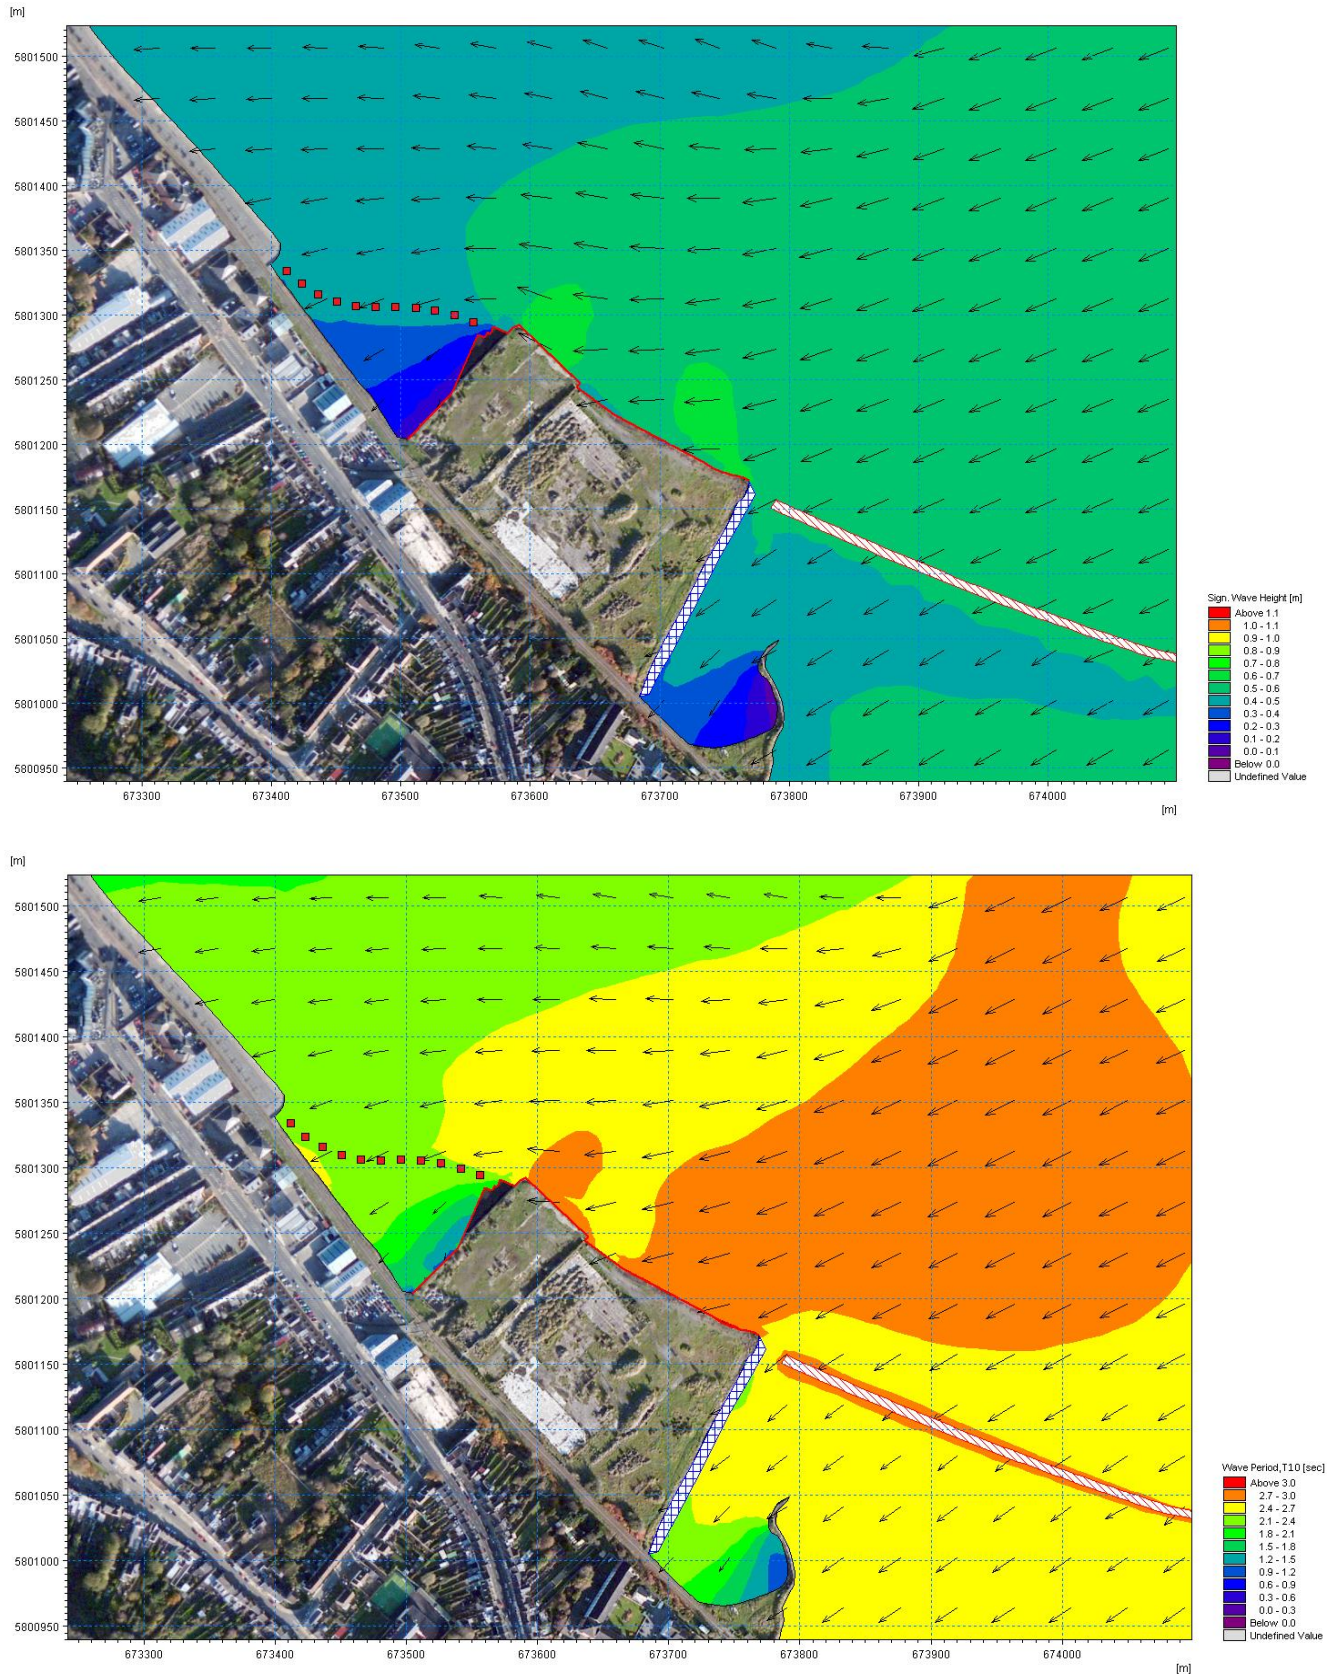 [m]
5801500
5801450
5801400
5801350
5801300
5801250
5801200
5801150
5801100
5801050
5801000
5800950
673300 673400 673500 673600 673700 673800 673900 674000
[m]
Sign. Wave Height [m]
Above 1.1
1.0 - 1.1
0.9 - 1.0
0.8 - 0.9
0.7 - 0.8
0.6 - 0.7
0.5 - 0.6
0.4 - 0.5
0.3 - 0.4
0.2 - 0.3
0.1 - 0.2
0.0 - 0.1
Below 0.0
Undefined Value
[m]
5801500
5801450
5801400
5801350
5801300
5801250
5801200
5801150
5801100
5801050
5801000
5800950
673300 673400 673500 673600 673700 673800 673900 674000
[m]
Wave Period,T10 [sec]
Above 3.0
2.7 - 3.0
2.4 - 2.7
2.1 - 2.4
1.8 - 2.1
1.5 - 1.8
1.2 - 1.5
0.9 - 1.2
0.6 - 0.9
0.3 - 0.6
0.0 - 0.3
Below 0.0
Undefined Value